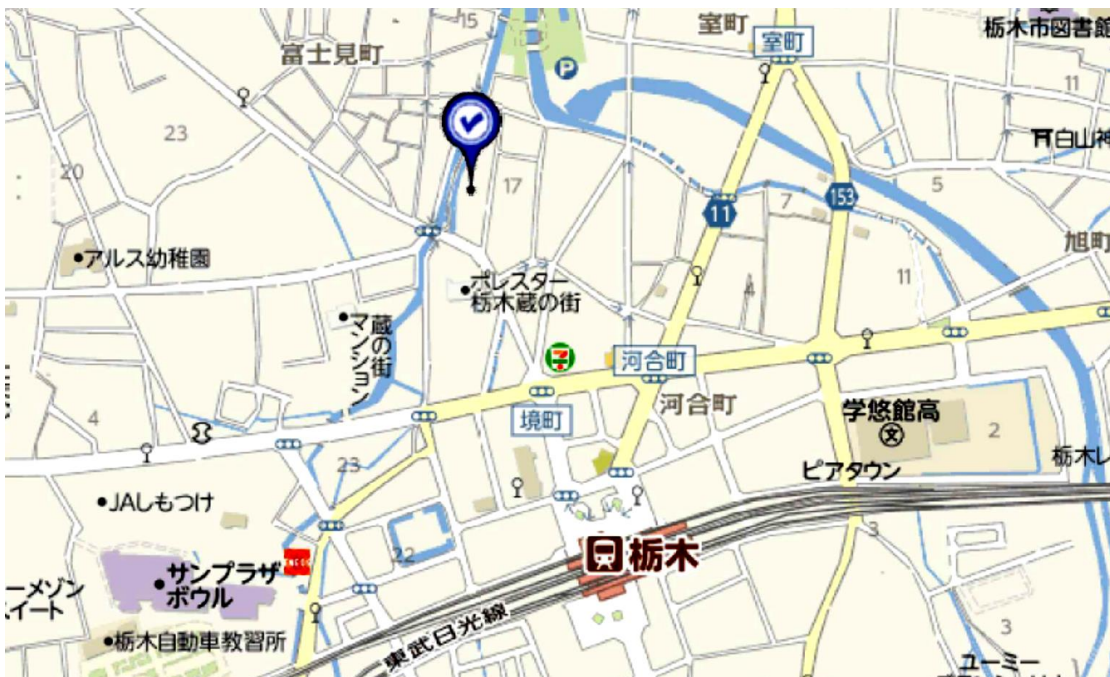 15
室町
室町
栃木市図書館
富士見町
P
11
23
白山神
20
17
5
7
153
11
旭町
アルス幼稚園
11
ポレスター
栃木蔵の街
4
蔵の街
マンション
河合町
4
境町
河合町
学悠館高
文
2
23
ピアタウン
栃木レ
JAしもつけ
3
22
栃木
サンプラザ
ボウル
ーメゾン
スイート
東武日光線
栃木自動車教習所
3
ユーミー